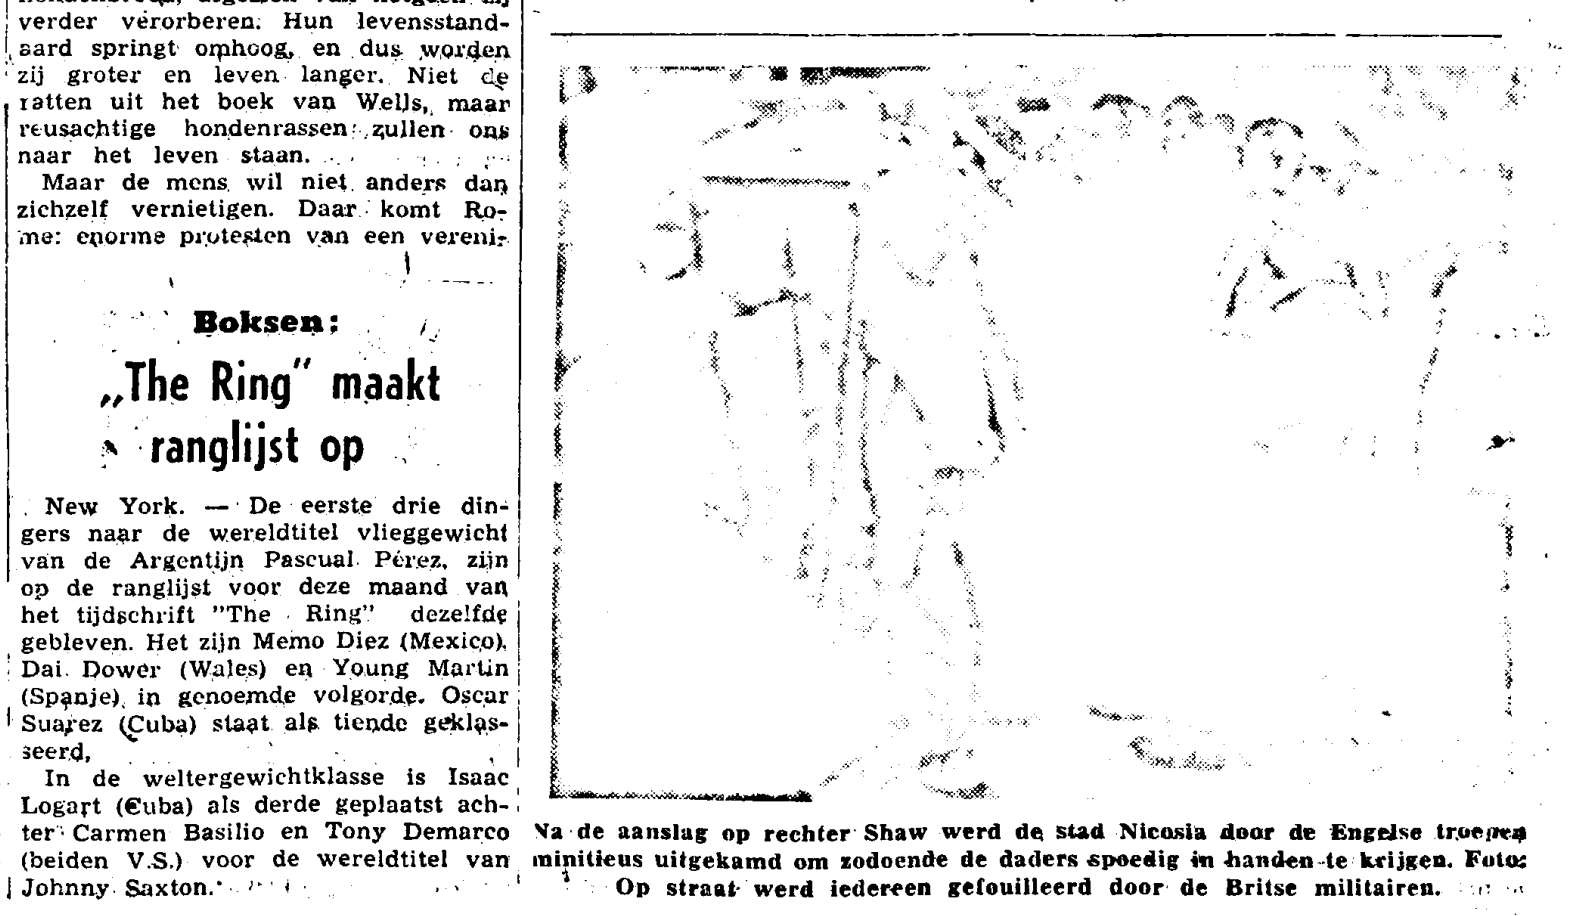 verder verorberen. Hun levensstand-
aard springt omhoog, en dus worden
zij groter en leven langer. Niet de
ratten uit het boek van Wells, maar
reusachtige hondenrassen zullen ons
naar het leven staan.
Maar de mens wil niet anders dan
zichzelf vernietigen. Daar komt Ro-
me: enorme protesten van een vereni-
Boksen:
„The Ring" maakt
ranglijst op
New York. — De eerste drie din-
gers naar de wereldtitel vlieggewicht
van de Argentijn Pascual Pérez, zijn
op de ranglijst voor deze maand van
het tijdschrift "The Ring" dezelfde
gebleven. Het zijn Memo Diez (Mexico),
Dai Dower (Wales) en Young Martin
(Spanje), in genoemde volgorde. Oscar
Suarez (Cuba) staat als tiende geklas-
seerd,
In de weltergewichtklasse is Isaac
Logart (Cuba) als derde geplaatst ach-
ter Carmen Basilio en Tony Demarco
(beiden V.S.) voor de wereldtitel van
Johnny Saxton.
Na de aanslag op rechter Shaw werd de stad Nicosia door de Engelse troepen
minitieus uitgekamd om zodoende de daders spoedig in handen te krijgen. Foto:
Op straat werd iedereen gefouilleerd door de Britse militairen.